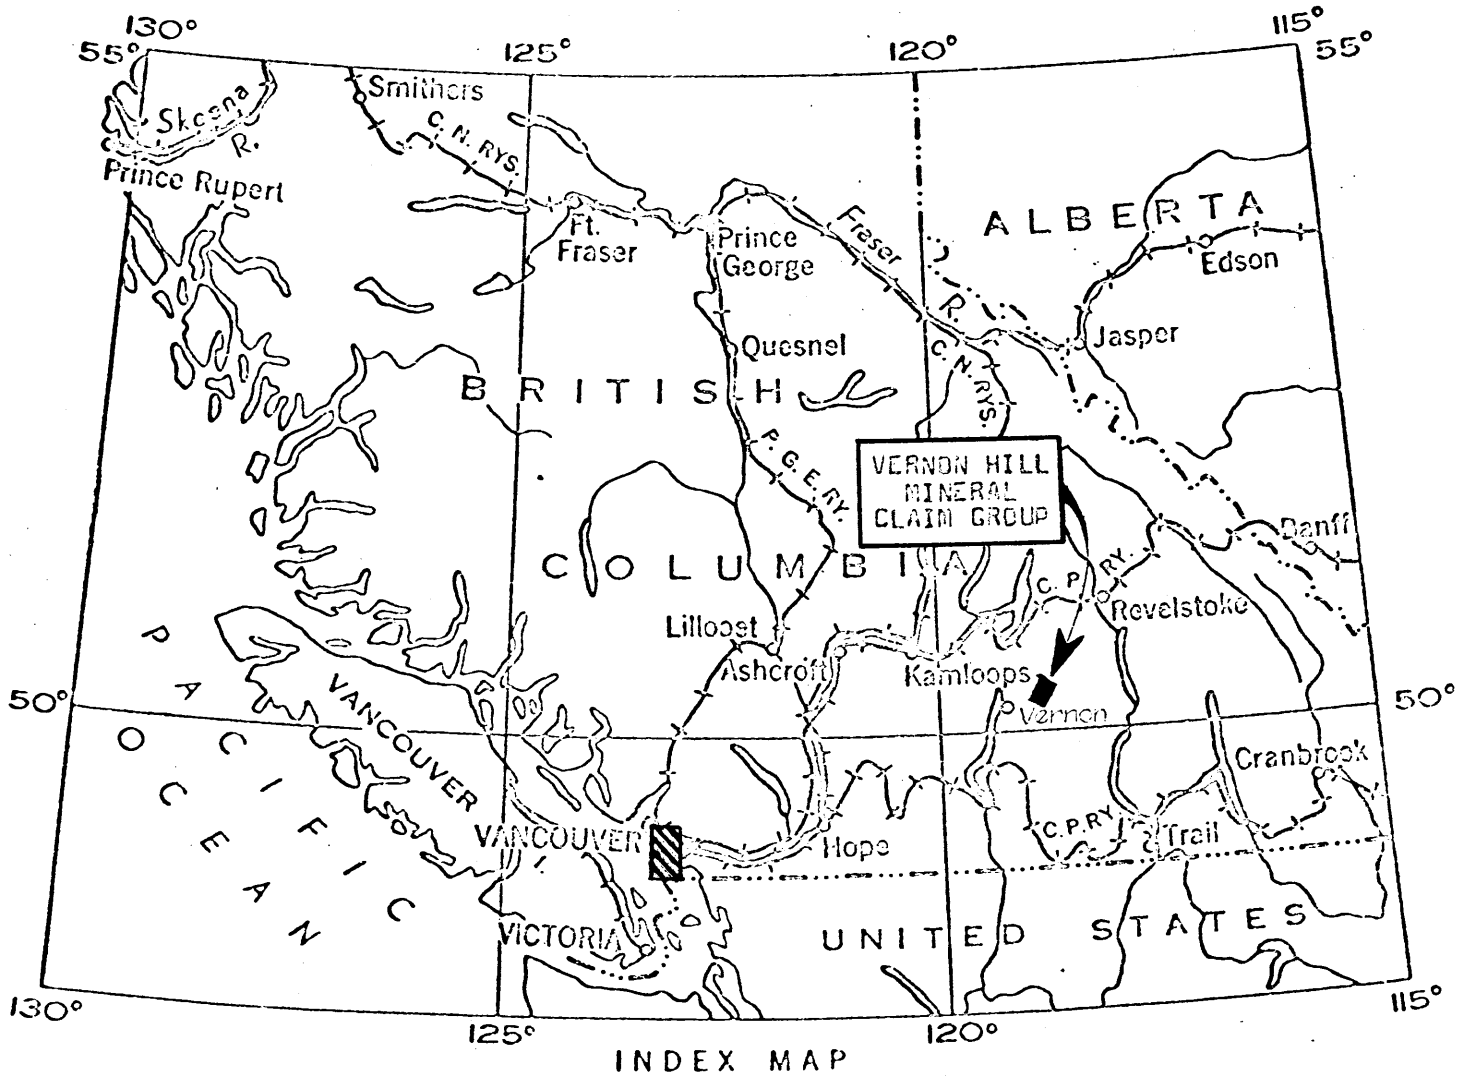 130° 125° 120° 115°
55° 55°
Smithers
Skeena
R.
C. N. RYS.
Prince Rupert
ALBERTA
Ft.
Fraser
Prince
George
Fraser
R.
Edson
Jasper
Quesnel
C. N. RYS.
BRITISH
P. G. E. RY.
VERNON HILL
MINERAL
CLAIM GROUP
Banff
COLUMBIA
C. P. RY.
Revelstoke
Lillooet
Ashcroft
Kamloops
PACIFIC
OCEAN
VANCOUVER
50° 50°
Vernon
Cranbrook
VANCOUVER
Hope
C.P.RY.
Trail
VICTORIA
UNITED STATES
130° 125° 120° 115°
INDEX MAP